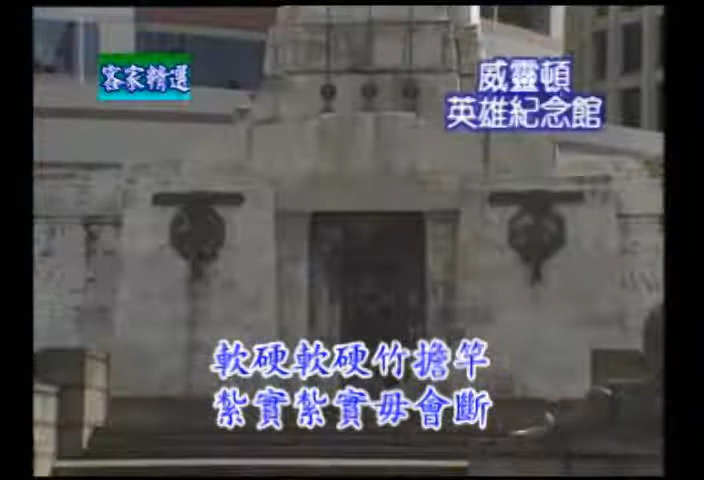 客家精選
威靈頓
英雄紀念館
軟硬軟硬竹擔竿
紮實紮實毋會斷